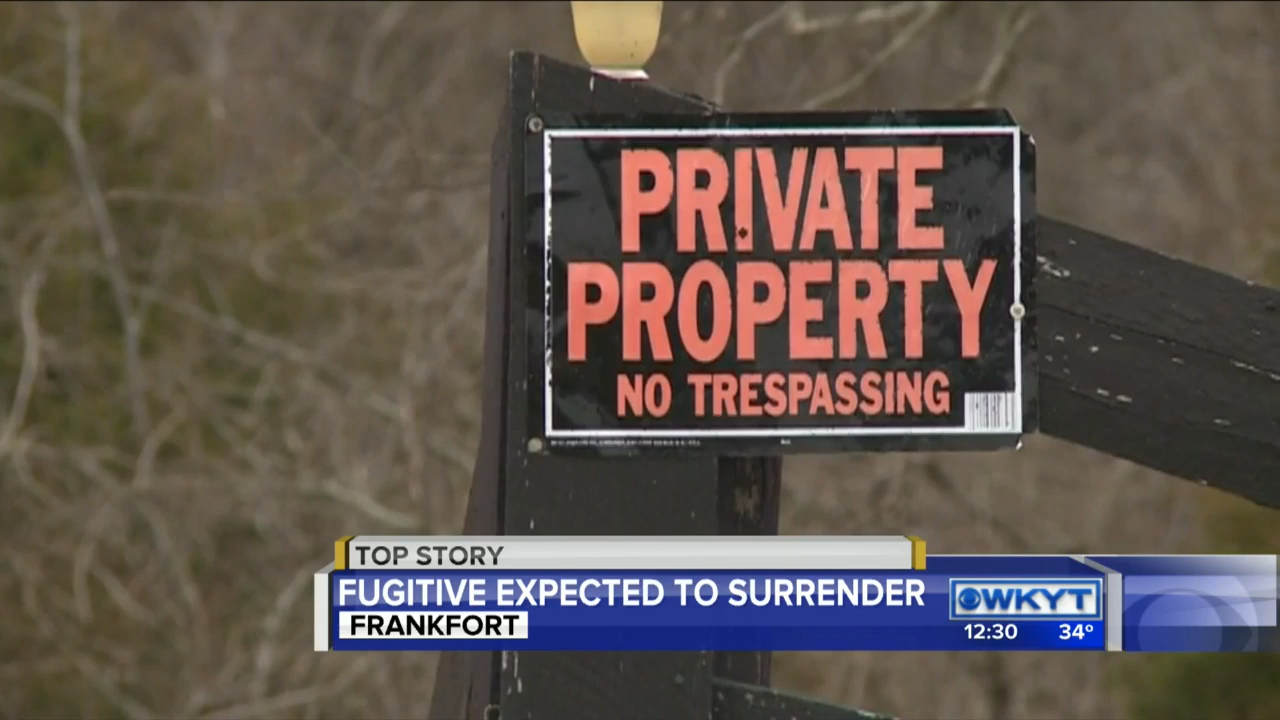 PRIVATE
PROPERTY
NO TRESPASSING
TOP STORY
FUGITIVE EXPECTED TO SURRENDER
FRANKFORT
WKYT
12:30 34°